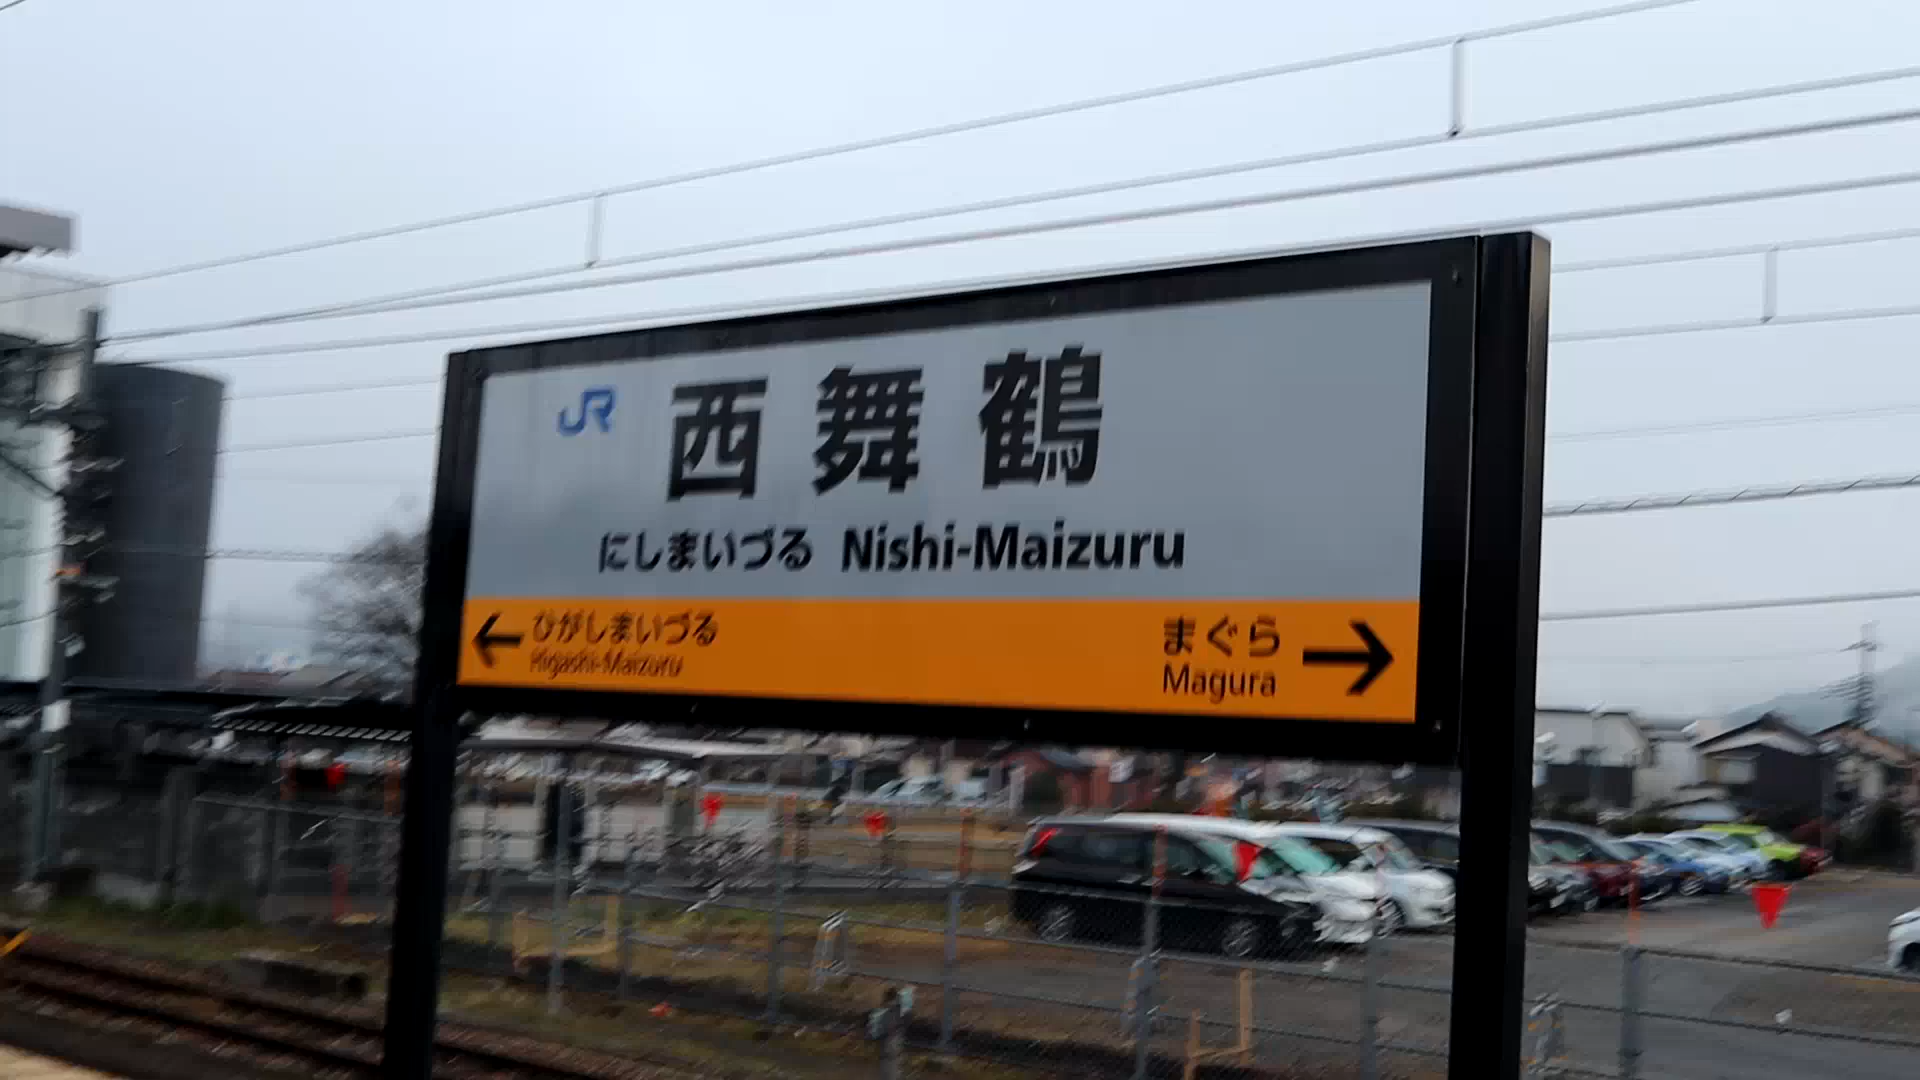 JR 西舞鶴
にしまいづる Nishi-Maizuru
← ひがしまいづる
Higashi-Maizuru
まぐら →
Magura